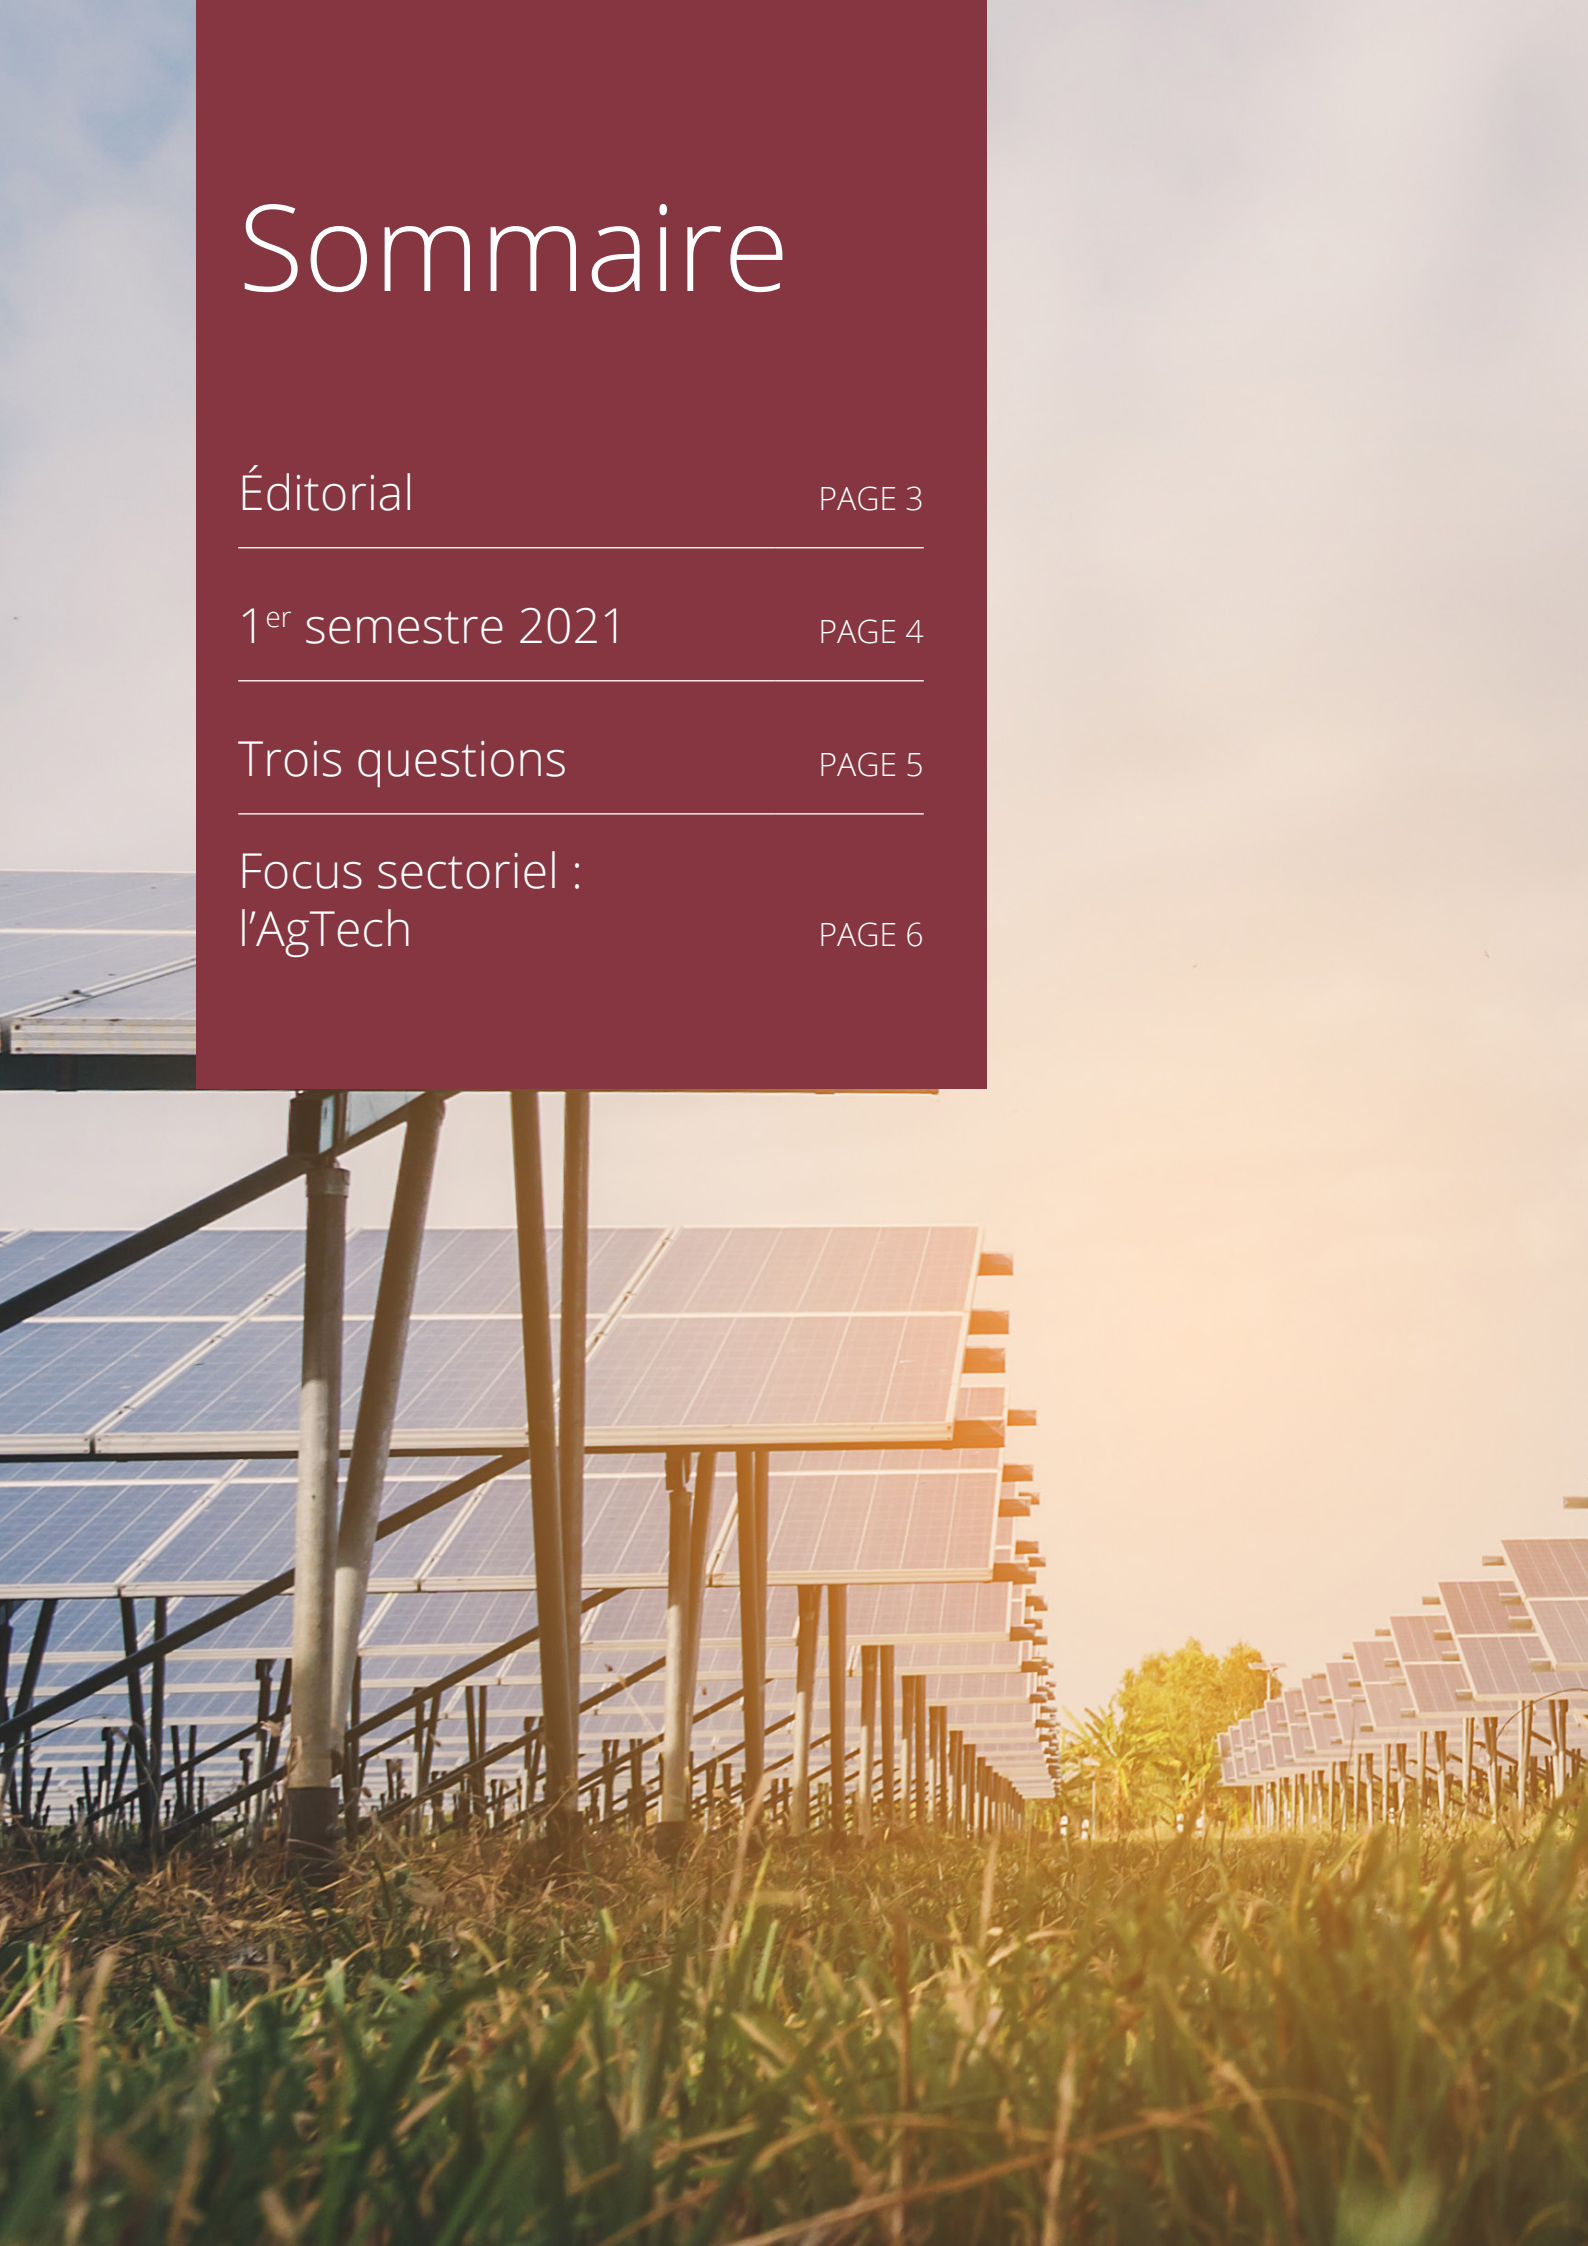 Sommaire
Éditorial PAGE 3
1er semestre 2021 PAGE 4
Trois questions PAGE 5
Focus sectoriel :
l’AgTech PAGE 6